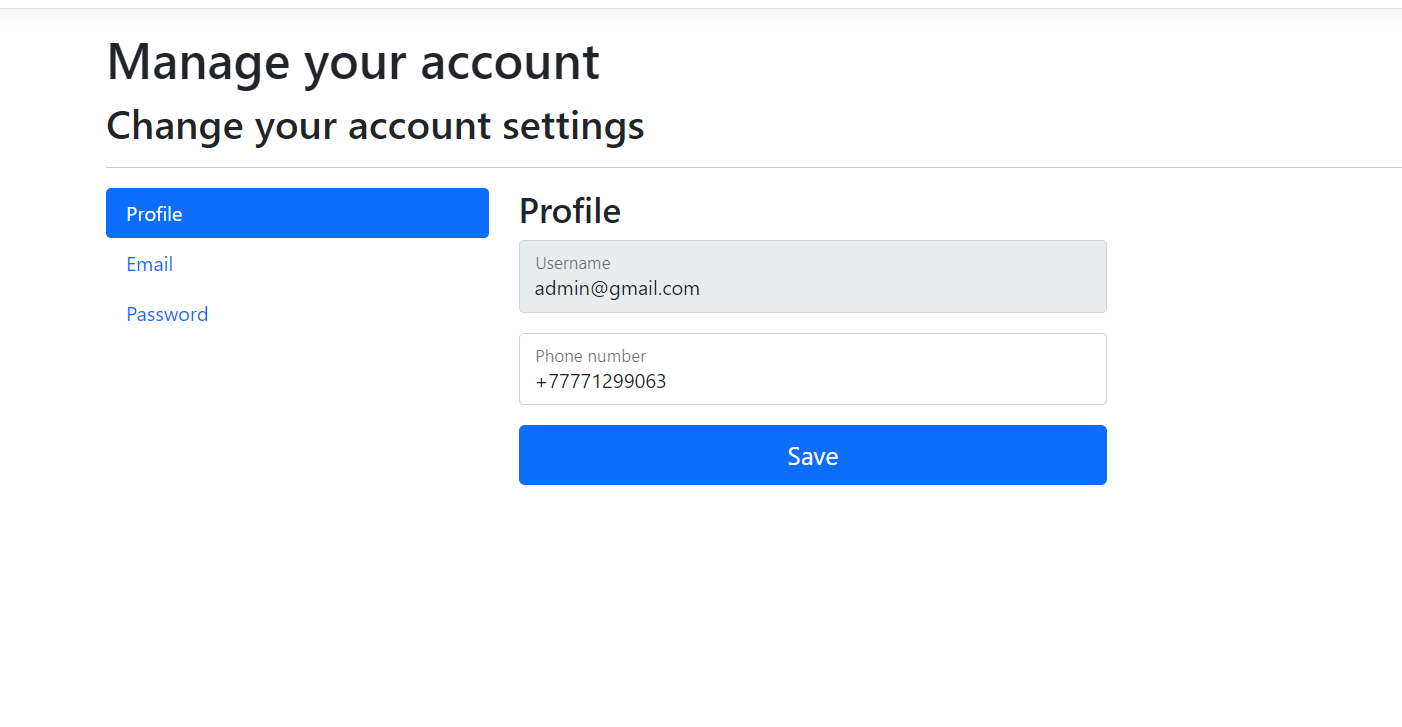 Manage your account
Change your account settings
Profile
Email
Password
Profile
Username
admin@gmail.com
Phone number
+77771299063
Save